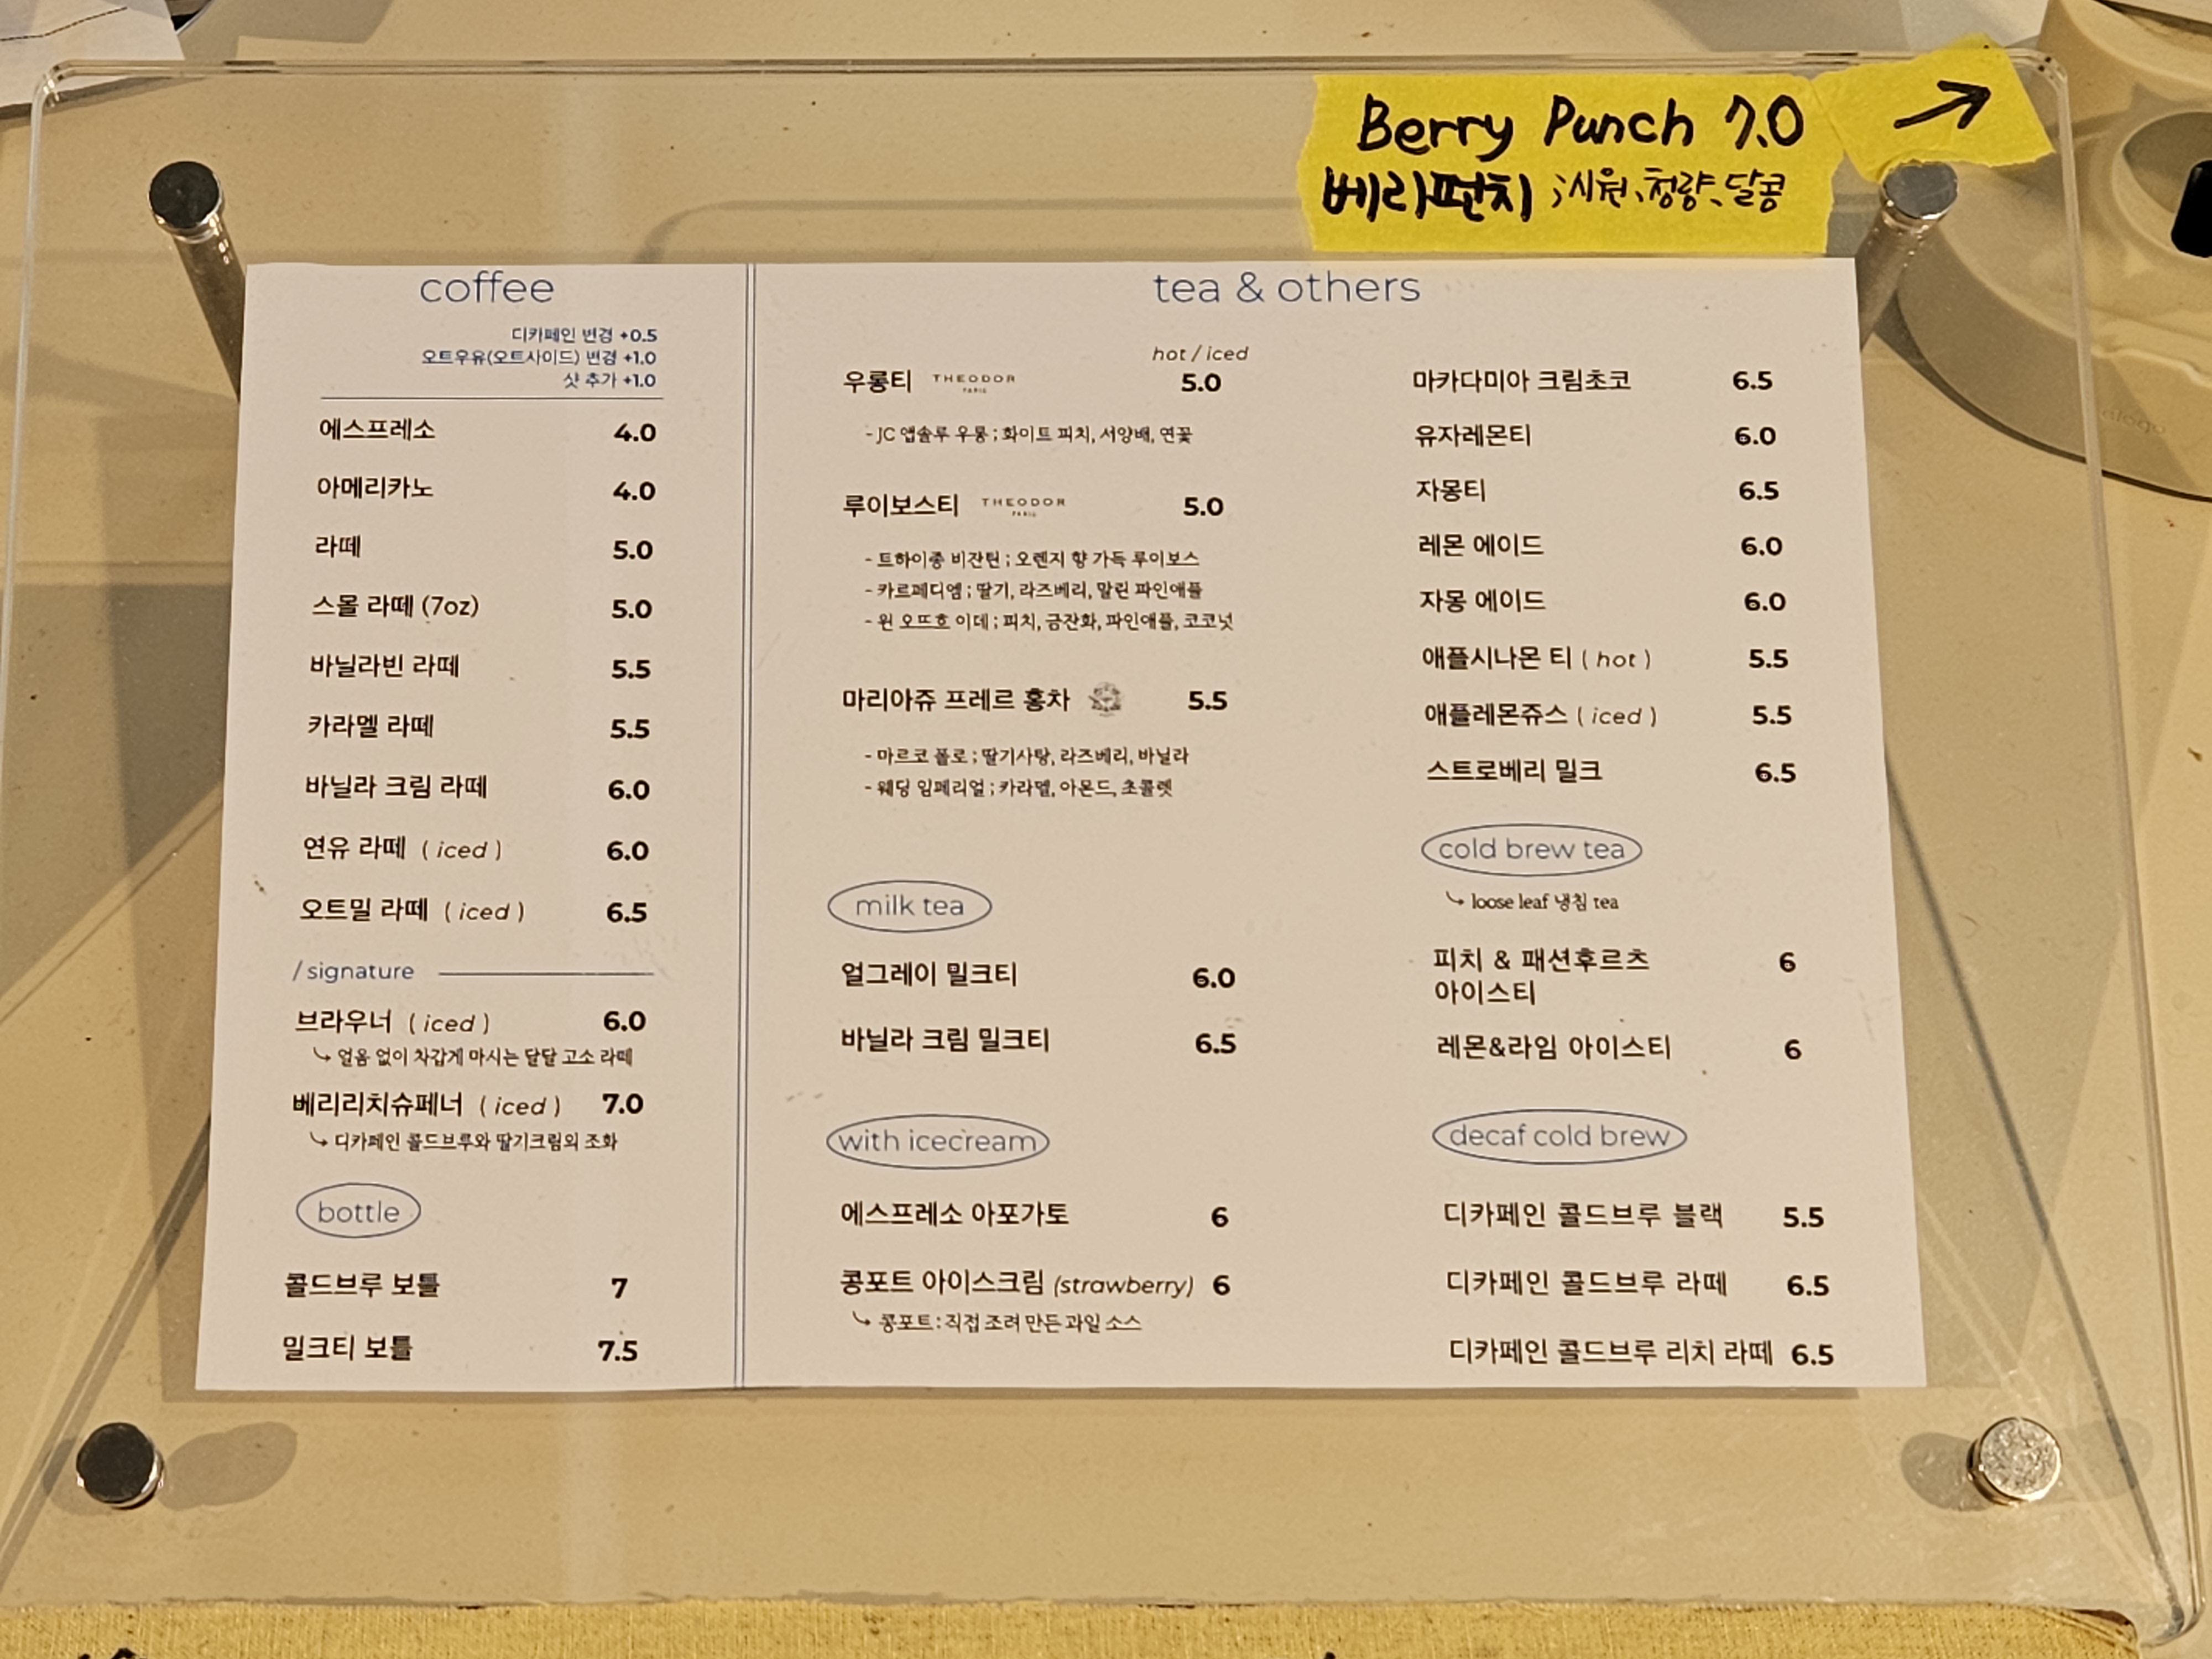 Berry Punch 7.0
베리펀치 ;시원、청량、달콤
→
coffee
디카페인 변경 +0.5
오트우유(오트사이드) 변경 +1.0
샷 추가 +1.0
에스프레소 4.0
아메리카노 4.0
라떼 5.0
스몰 라떼 (7oz) 5.0
바닐라빈 라떼 5.5
카라멜 라떼 5.5
바닐라 크림 라떼 6.0
연유 라떼 ( iced ) 6.0
오트밀 라떼 ( iced ) 6.5
/ signature
브라우너 ( iced ) 6.0
↳ 얼음 없이 차갑게 마시는 달달 고소 라떼
베리리치슈페너 ( iced ) 7.0
↳ 디카페인 콜드브루와 딸기크림의 조화
bottle
콜드브루 보틀 7
밀크티 보틀 7.5
tea & others
hot / iced
우롱티 THEODOR PARIS 5.0
- JC 앱솔루 우롱 ; 화이트 피치, 서양배, 연꽃
루이보스티 THEODOR PARIS 5.0
- 트하이종 비잔틴 ; 오렌지 향 가득 루이보스
- 카르페디엠 ; 딸기, 라즈베리, 말린 파인애플
- 윈 오뜨흐 이데 ; 피치, 금잔화, 파인애플, 코코넛
마리아쥬 프레르 홍차 5.5
- 마르코 폴로 ; 딸기사탕, 라즈베리, 바닐라
- 웨딩 임페리얼 ; 카라멜, 아몬드, 초콜렛
milk tea
얼그레이 밀크티 6.0
바닐라 크림 밀크티 6.5
with icecream
에스프레소 아포가토 6
콩포트 아이스크림 (strawberry) 6
↳ 콩포트 : 직접 조려 만든 과일 소스
마카다미아 크림초코 6.5
유자레몬티 6.0
자몽티 6.5
레몬 에이드 6.0
자몽 에이드 6.0
애플시나몬 티 ( hot ) 5.5
애플레몬쥬스 ( iced ) 5.5
스트로베리 밀크 6.5
cold brew tea
↳ loose leaf 냉침 tea
피치 & 패션후르츠 6
아이스티
레몬&라임 아이스티 6
decaf cold brew
디카페인 콜드브루 블랙 5.5
디카페인 콜드브루 라떼 6.5
디카페인 콜드브루 리치 라떼 6.5